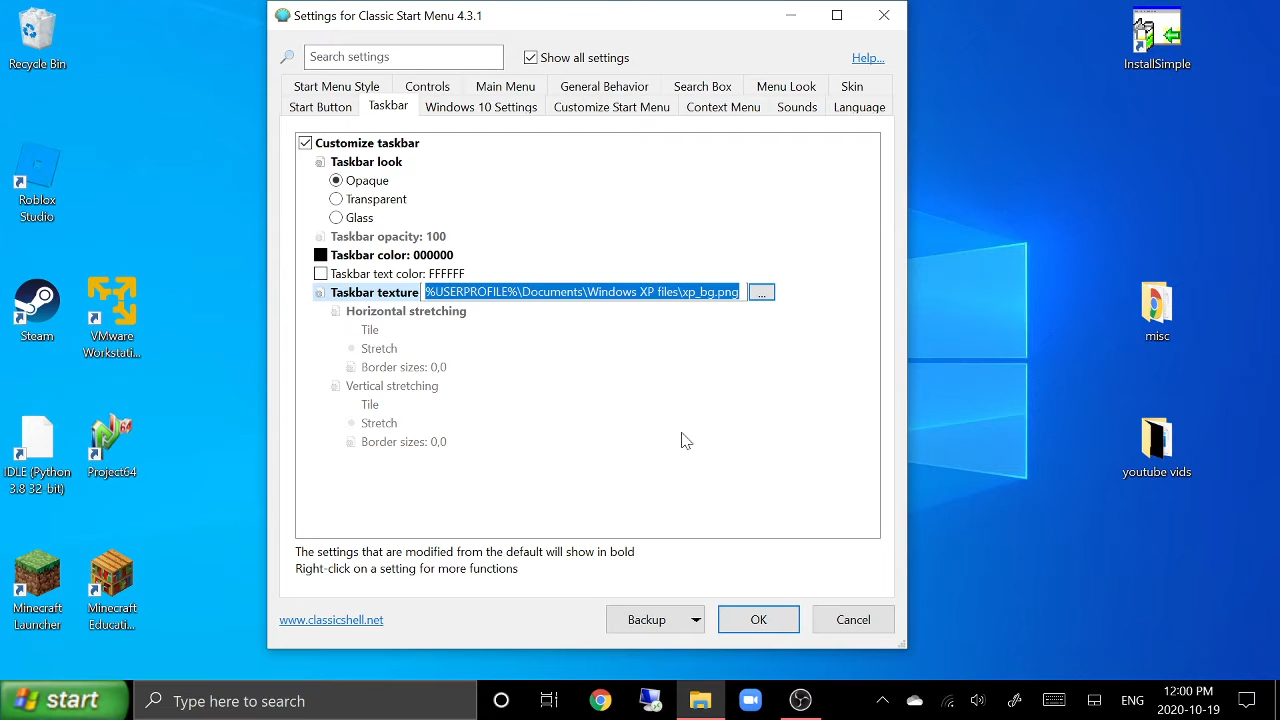 Settings for Classic Start Menu 4.3.1
Recycle Bin
InstallSimple
Search settings
Show all settings
Help...
Start Menu Style
Controls
Main Menu
General Behavior
Search Box
Menu Look
Skin
Start Button
Taskbar
Windows 10 Settings
Customize Start Menu
Context Menu
Sounds
Language
Customize taskbar
Taskbar look
Opaque
Transparent
Glass
Taskbar opacity: 100
Taskbar color: 000000
Taskbar text color: FFFFFF
Taskbar texture
%USERPROFILE%\Documents\Windows XP files\xp_bg.png
...
Horizontal stretching
Tile
Stretch
Border sizes: 0,0
Vertical stretching
Tile
Stretch
Border sizes: 0,0
Roblox
Studio
Steam
VMware
Workstati...
misc
IDLE (Python
3.8 32-bit)
Project64
youtube vids
The settings that are modified from the default will show in bold
Right-click on a setting for more functions
Minecraft
Launcher
Minecraft
Educati...
www.classicshell.net
Backup
OK
Cancel
start
Type here to search
ENG
12:00 PM
2020-10-19